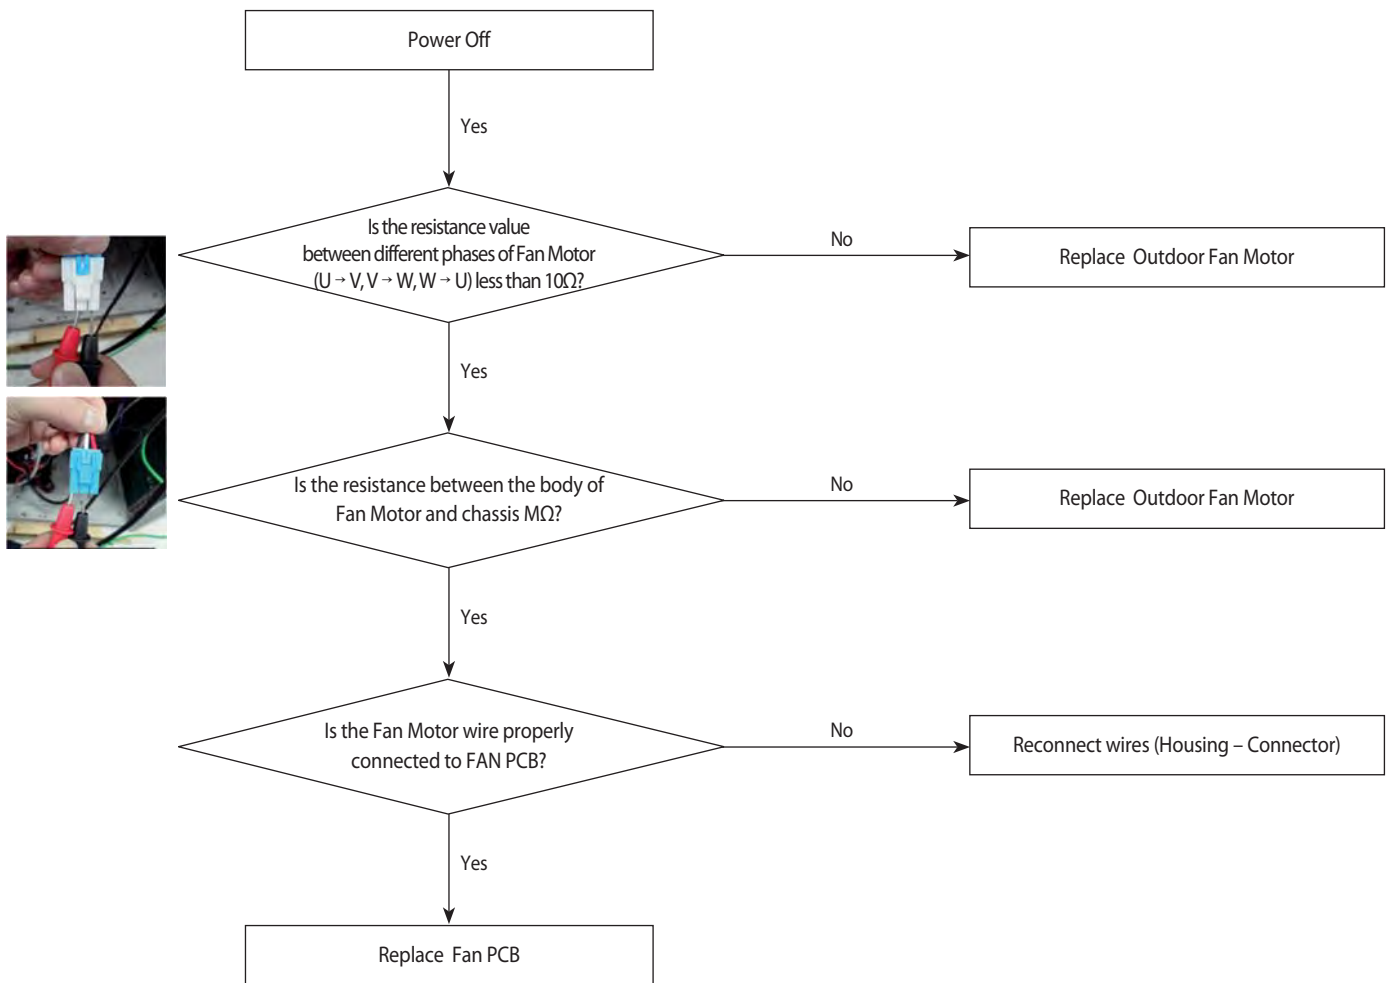 Power Off
Yes
Is the resistance value
between different phases of Fan Motor
(U → V, V → W, W → U) less than 10Ω?
No
Replace Outdoor Fan Motor
Yes
Is the resistance between the body of
Fan Motor and chassis MΩ?
No
Replace Outdoor Fan Motor
Yes
Is the Fan Motor wire properly
connected to FAN PCB?
No
Reconnect wires (Housing – Connector)
Yes
Replace Fan PCB